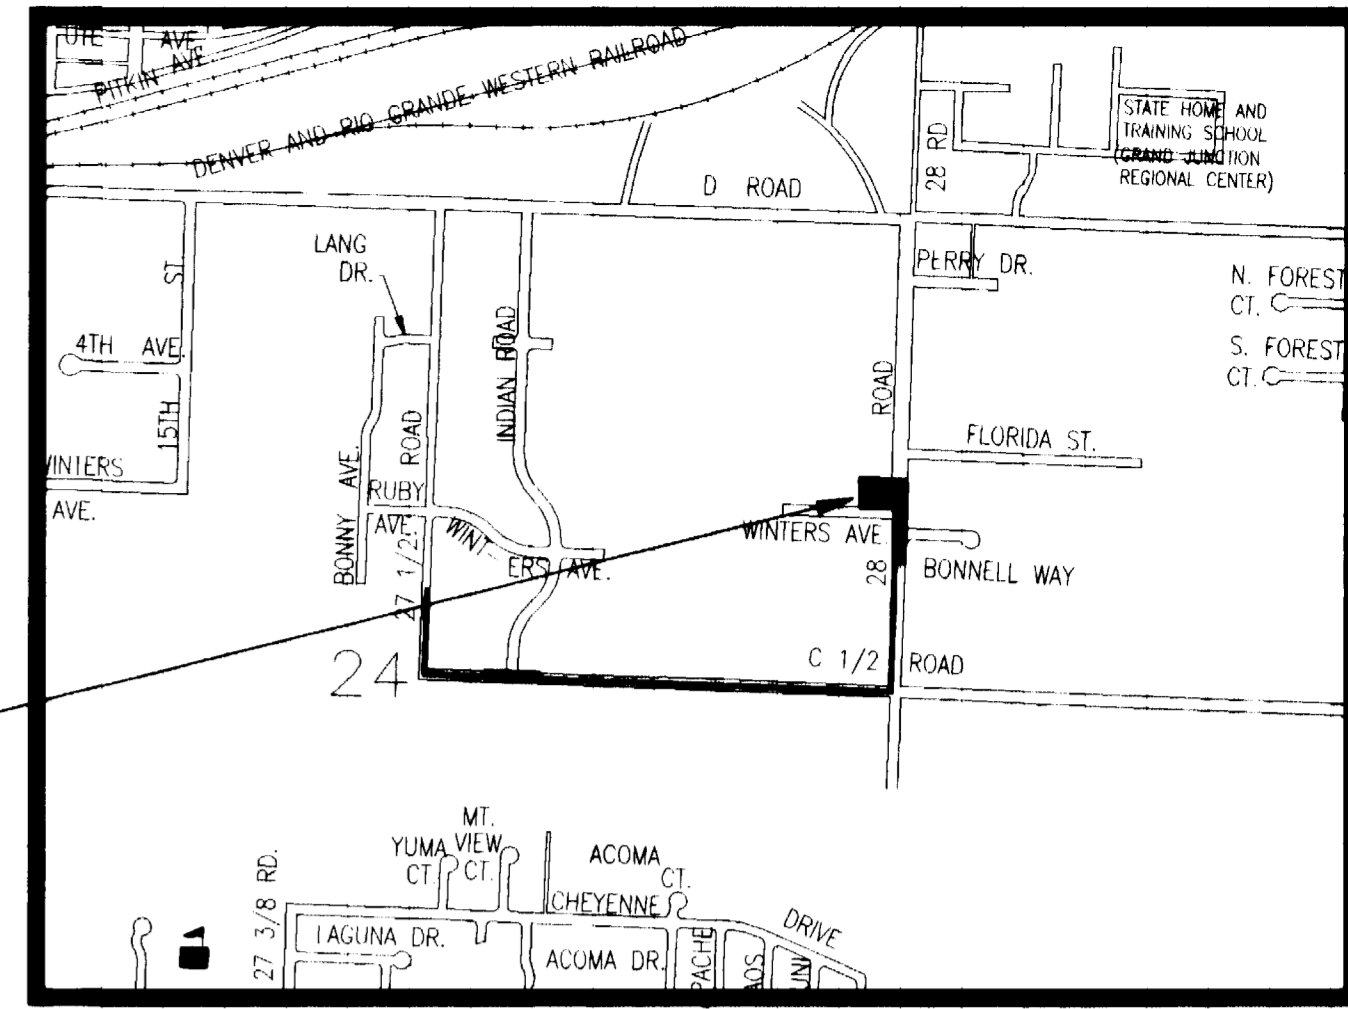 UTE AVE
PITKIN AVE
DENVER AND RIO GRANDE WESTERN RAILROAD
STATE HOME AND
TRAINING SCHOOL
(GRAND JUNCTION
REGIONAL CENTER)
28 RD
D ROAD
LANG
DR.
PERRY DR.
N. FOREST
CT.
S. FOREST
CT.
15TH ST
4TH AVE.
INDIAN ROAD
28 ROAD
27 1/2 ROAD
FLORIDA ST.
WINTERS
AVE.
BONNY AVE.
RUBY
AVE.
WINTERS AVE.
WINTERS AVE.
BONNELL WAY
24
C 1/2 ROAD
MT.
VIEW
CT.
YUMA
CT.
ACOMA
CT.
27 3/8 RD.
CHEYENNE DRIVE
LAGUNA DR.
ACOMA DR.
PACHE
AOS
UNI